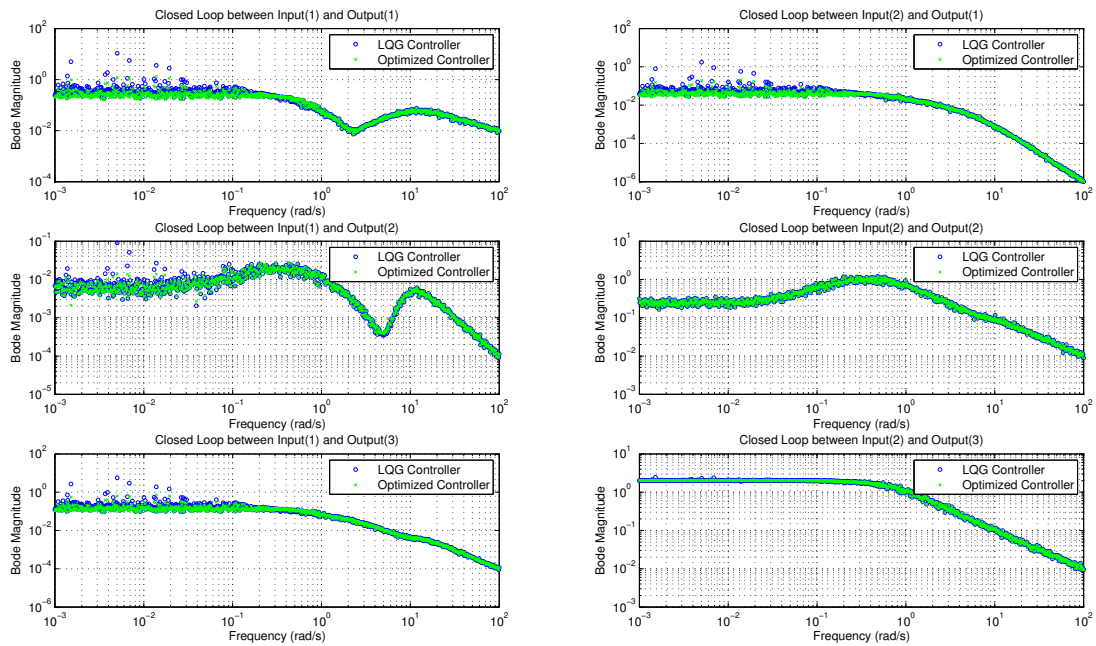 Closed Loop between Input(1) and Output(1)
Bode Magnitude
10^2
10^0
10^−2
10^−4
10^−3 10^−2 10^−1 10^0 10^1 10^2
Frequency (rad/s)
LQG Controller
Optimized Controller
Closed Loop between Input(2) and Output(1)
Bode Magnitude
10^2
10^0
10^−2
10^−4
10^−6
10^−3 10^−2 10^−1 10^0 10^1 10^2
Frequency (rad/s)
LQG Controller
Optimized Controller
Closed Loop between Input(1) and Output(2)
Bode Magnitude
10^−1
10^−2
10^−3
10^−4
10^−5
10^−3 10^−2 10^−1 10^0 10^1 10^2
Frequency (rad/s)
LQG Controller
Optimized Controller
Closed Loop between Input(2) and Output(2)
Bode Magnitude
10^1
10^0
10^−1
10^−2
10^−3
10^−3 10^−2 10^−1 10^0 10^1 10^2
Frequency (rad/s)
LQG Controller
Optimized Controller
Closed Loop between Input(1) and Output(3)
Bode Magnitude
10^2
10^0
10^−2
10^−4
10^−6
10^−3 10^−2 10^−1 10^0 10^1 10^2
Frequency (rad/s)
LQG Controller
Optimized Controller
Closed Loop between Input(2) and Output(3)
Bode Magnitude
10^1
10^0
10^−1
10^−2
10^−3
10^−3 10^−2 10^−1 10^0 10^1 10^2
Frequency (rad/s)
LQG Controller
Optimized Controller